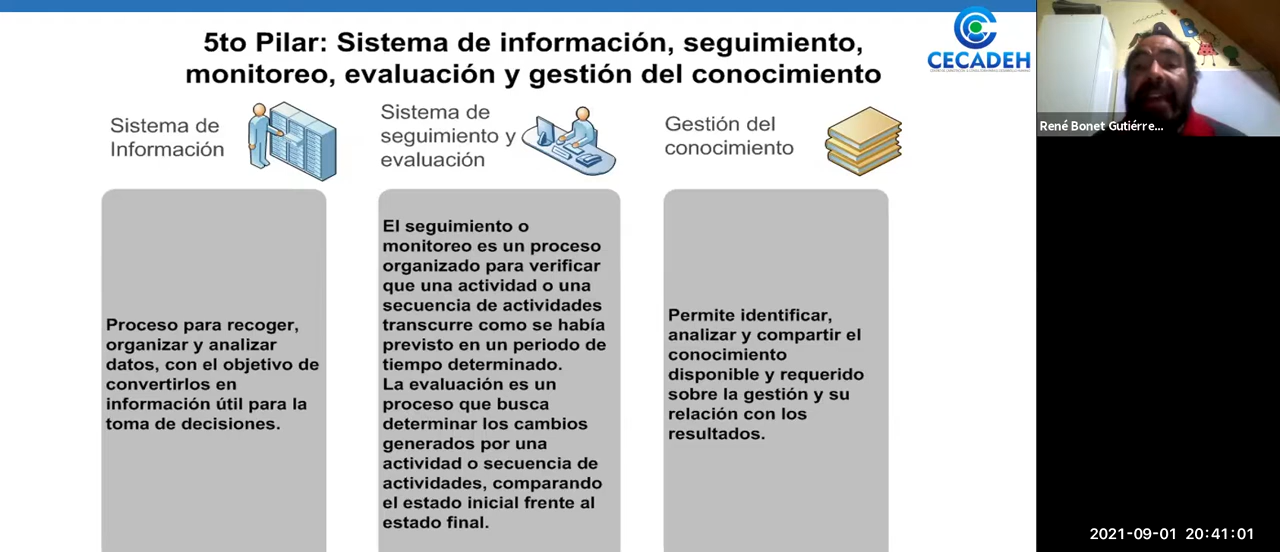 5to Pilar: Sistema de información, seguimiento,
monitoreo, evaluación y gestión del conocimiento
CECADEH
Sistema de
Información
Sistema de
seguimiento y
evaluación
Gestión del
conocimiento
Proceso para recoger,
organizar y analizar
datos, con el objetivo de
convertirlos en
información útil para la
toma de decisiones.
El seguimiento o
monitoreo es un proceso
organizado para verificar
que una actividad o una
secuencia de actividades
transcurre como se había
previsto en un periodo de
tiempo determinado.
La evaluación es un
proceso que busca
determinar los cambios
generados por una
actividad o secuencia de
actividades, comparando
el estado inicial frente al
estado final.
Permite identificar,
analizar y compartir el
conocimiento
disponible y requerido
sobre la gestión y su
relación con los
resultados.
René Bonet Gutiérre...
2021-09-01 20:41:01